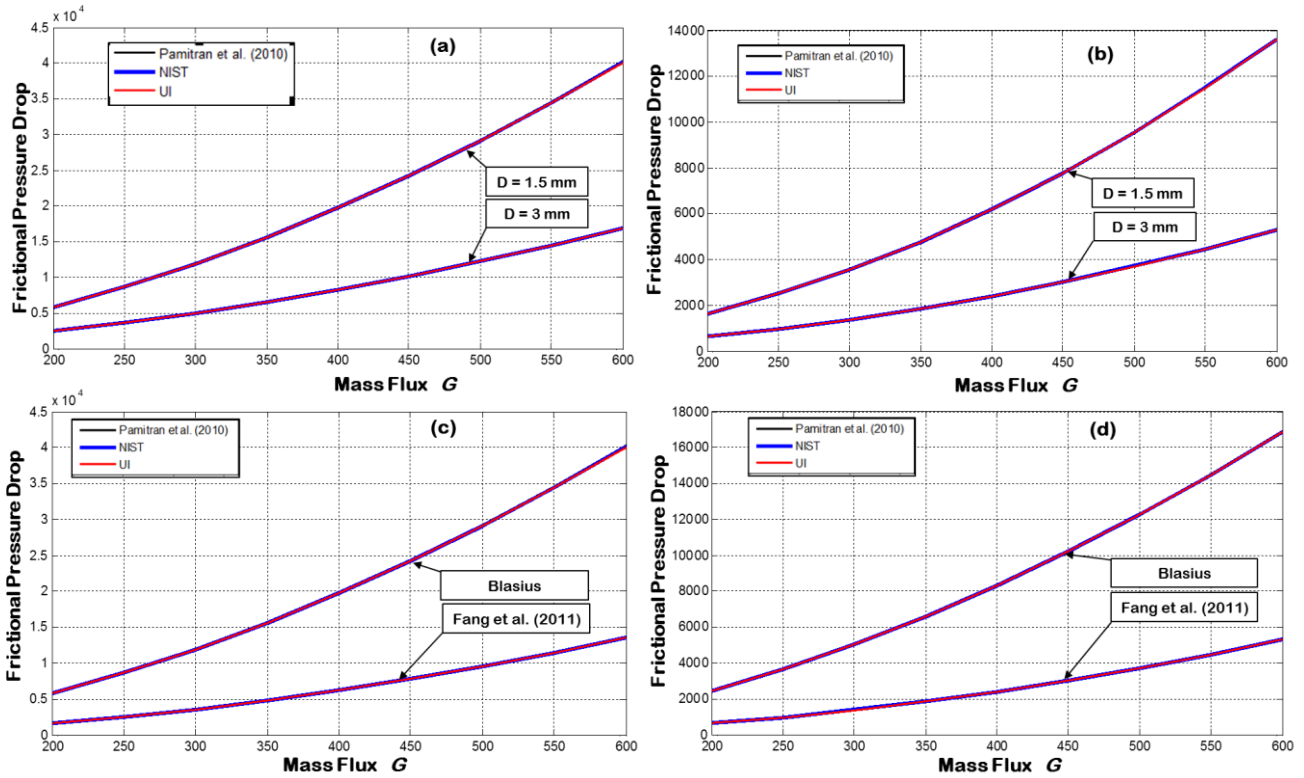 x 10⁴
4.5
4
3.5
3
2.5
2
1.5
1
0.5
0
Frictional Pressure Drop
Pamitran et al. (2010)
NIST
UI
(a)
D = 1.5 mm
D = 3 mm
200 250 300 350 400 450 500 550 600
Mass Flux G
14000
12000
10000
8000
6000
4000
2000
0
Frictional Pressure Drop
Pamitran et al. (2010)
NIST
UI
(b)
D = 1.5 mm
D = 3 mm
200 250 300 350 400 450 500 550 600
Mass Flux G
x 10⁴
4.5
4
3.5
3
2.5
2
1.5
1
0.5
0
Frictional Pressure Drop
Pamitran et al. (2010)
NIST
UI
(c)
Blasius
Fang et al. (2011)
200 250 300 350 400 450 500 550 600
Mass Flux G
18000
16000
14000
12000
10000
8000
6000
4000
2000
0
Frictional Pressure Drop
Pamitran et al. (2010)
NIST
UI
(d)
Blasius
Fang et al. (2011)
200 250 300 350 400 450 500 550 600
Mass Flux G